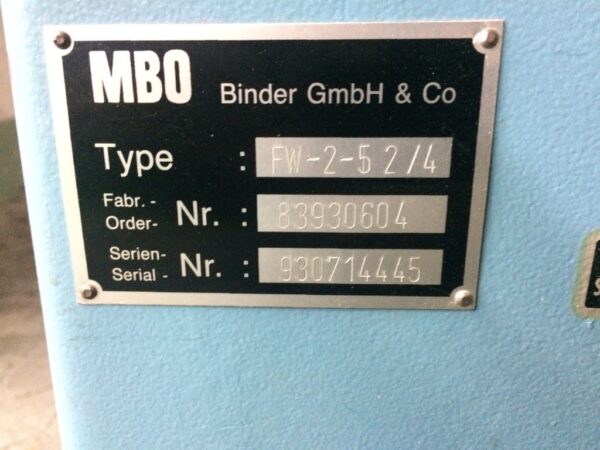 MBO Binder GmbH & Co
Type : FW-2-5 2/4
Fabr.-
Order- Nr. : 83930604
Serien-
Serial- Nr. : 930714445